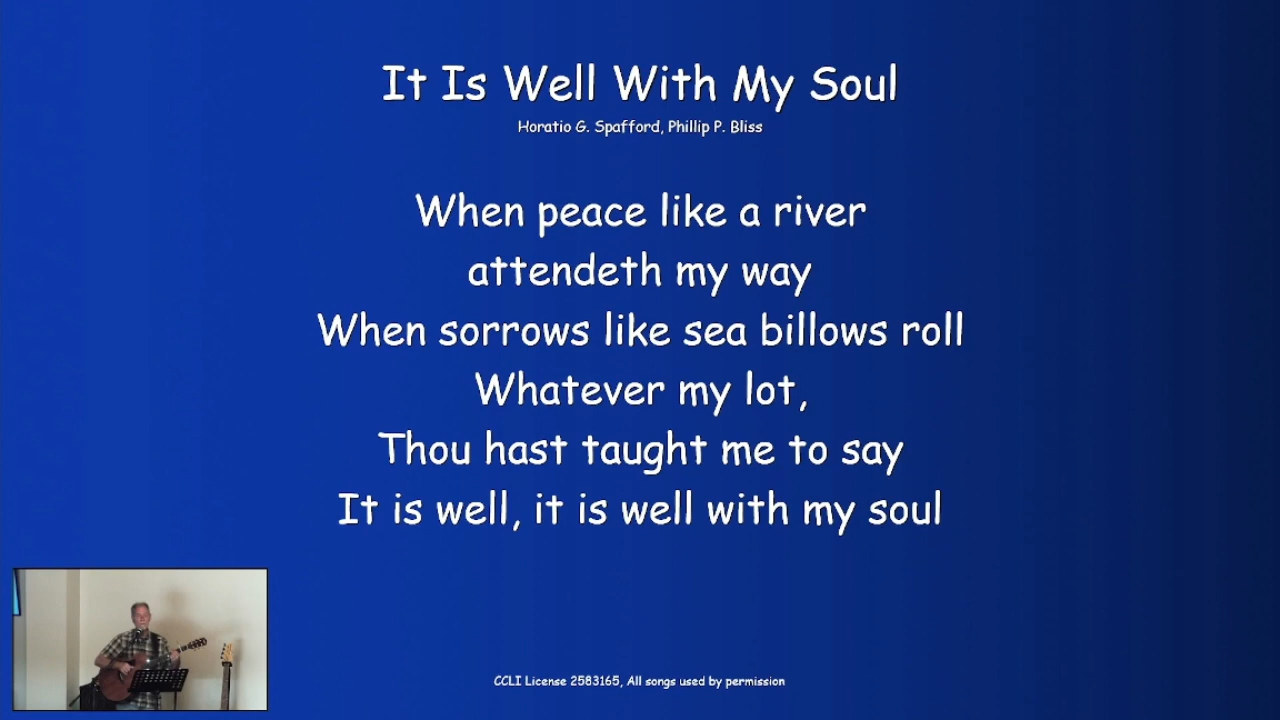 It Is Well With My Soul
Horatio G. Spafford, Phillip P. Bliss
When peace like a river
attendeth my way
When sorrows like sea billows roll
Whatever my lot,
Thou hast taught me to say
It is well, it is well with my soul
CCLI License 2583165, All songs used by permission